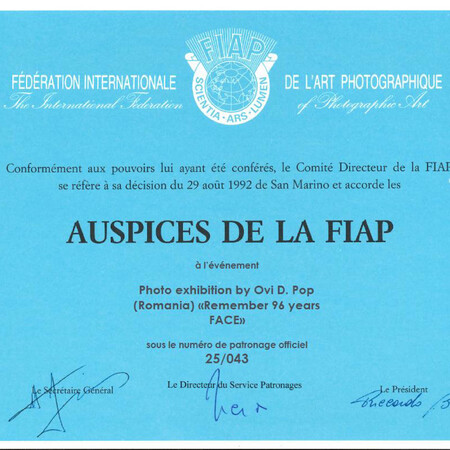 FIAP
SCIENTIA - ARS - LUMEN
FÉDÉRATION INTERNATIONALE DE L'ART PHOTOGRAPHIQUE
The International Federation of Photographic Art
Conformément aux pouvoirs lui ayant été conférés, le Comité Directeur de la FIAP
se réfère à sa décision du 29 août 1992 de San Marino et accorde les
AUSPICES DE LA FIAP
à l'événement
Photo exhibition by Ovi D. Pop
(Romania) «Remember 96 years
FACE»
sous le numéro de patronage officiel
25/043
Le Secrétaire Général Le Directeur du Service Patronages Le Président
Riccardo